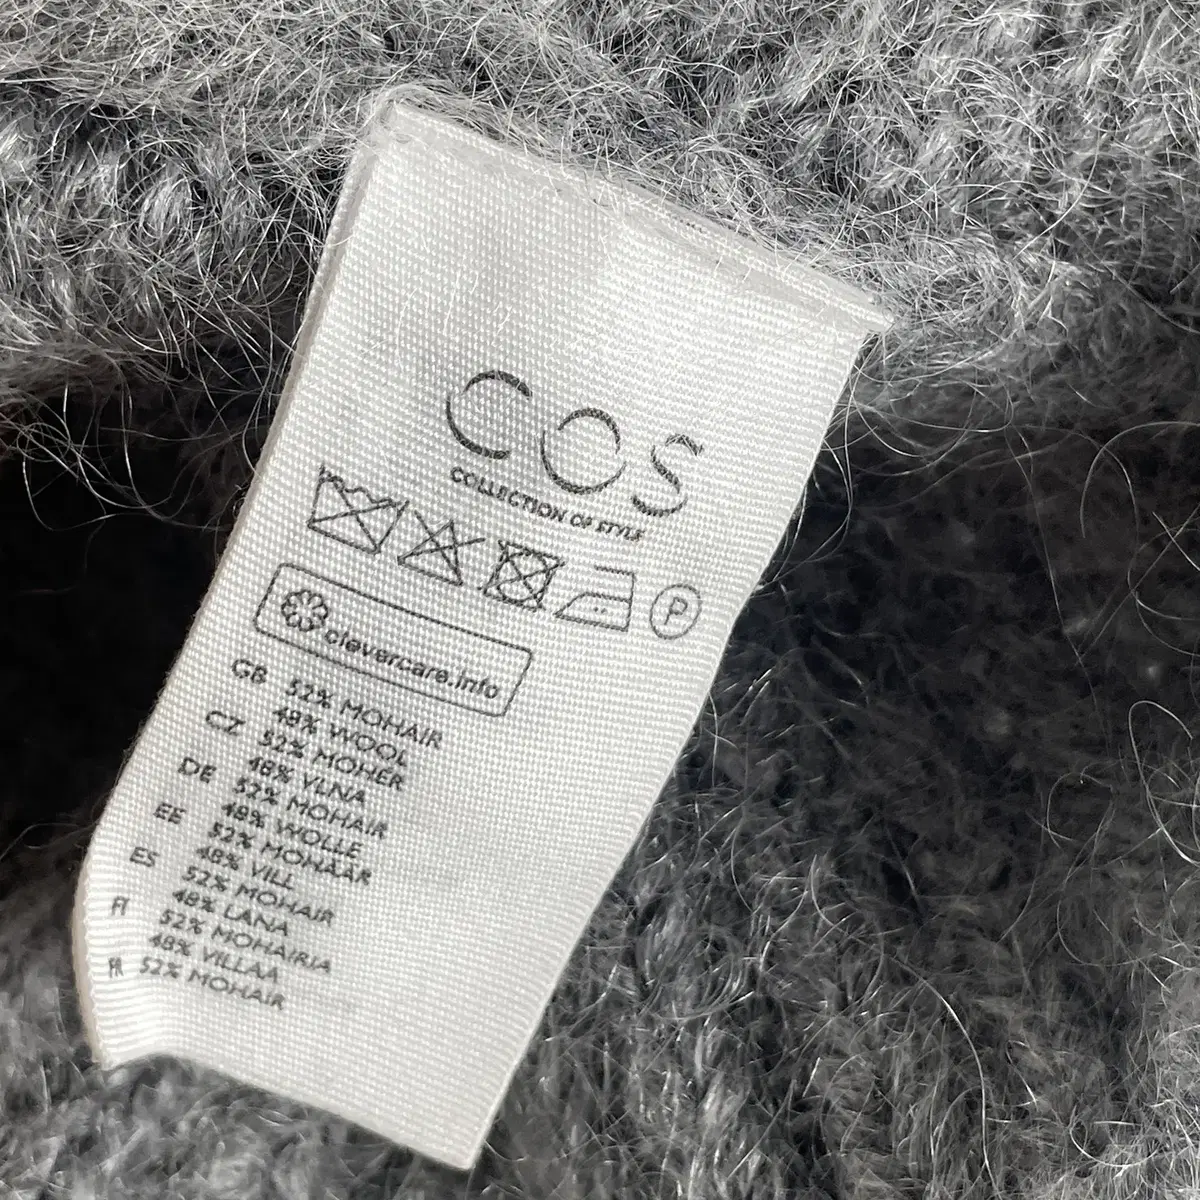 COS
COLLECTION OF STYLE
P
clevercare.info
GB 52% MOHAIR
48% WOOL
CZ 52% MOHÉR
48% VLNA
DE 52% MOHAIR
48% WOLLE
EE 52% MOHÄÄR
48% VILL
ES 52% MOHAIR
48% LANA
FI 52% MOHAIRIA
48% VILLAA
FR 52% MOHAIR